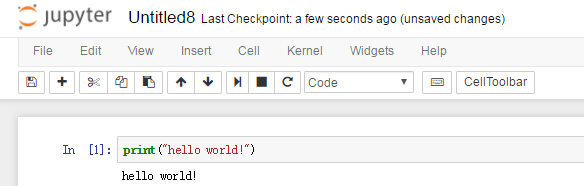 jupyter Untitled8 Last Checkpoint: a few seconds ago (unsaved changes)
File Edit View Insert Cell Kernel Widgets Help
Code CellToolbar
In [1]: print("hello world!")
hello world!